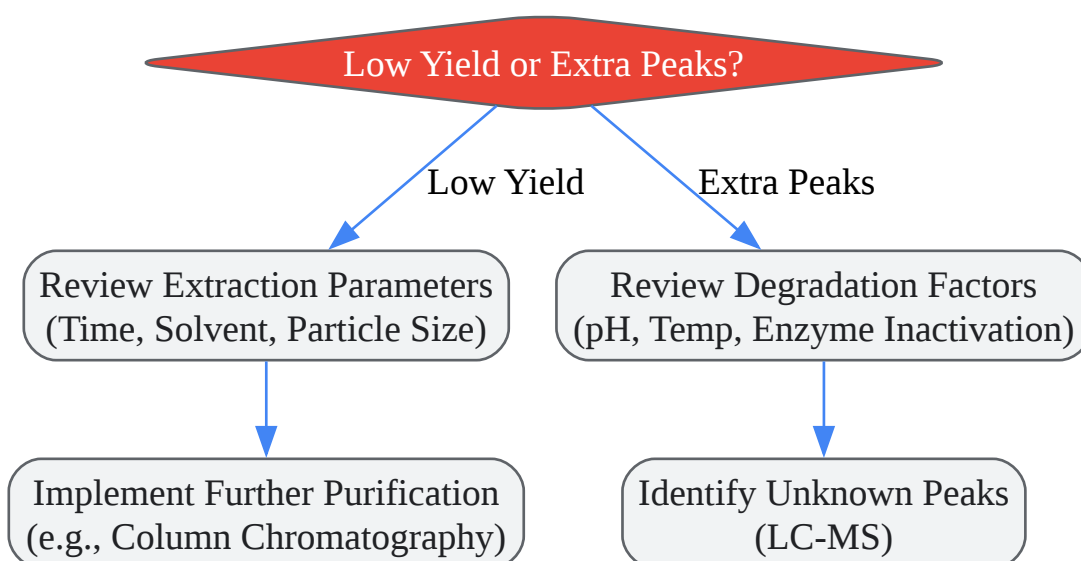 Low Yield or Extra Peaks?
Low Yield
Extra Peaks
Review Extraction Parameters
(Time, Solvent, Particle Size)
Review Degradation Factors
(pH, Temp, Enzyme Inactivation)
Implement Further Purification
(e.g., Column Chromatography)
Identify Unknown Peaks
(LC-MS)